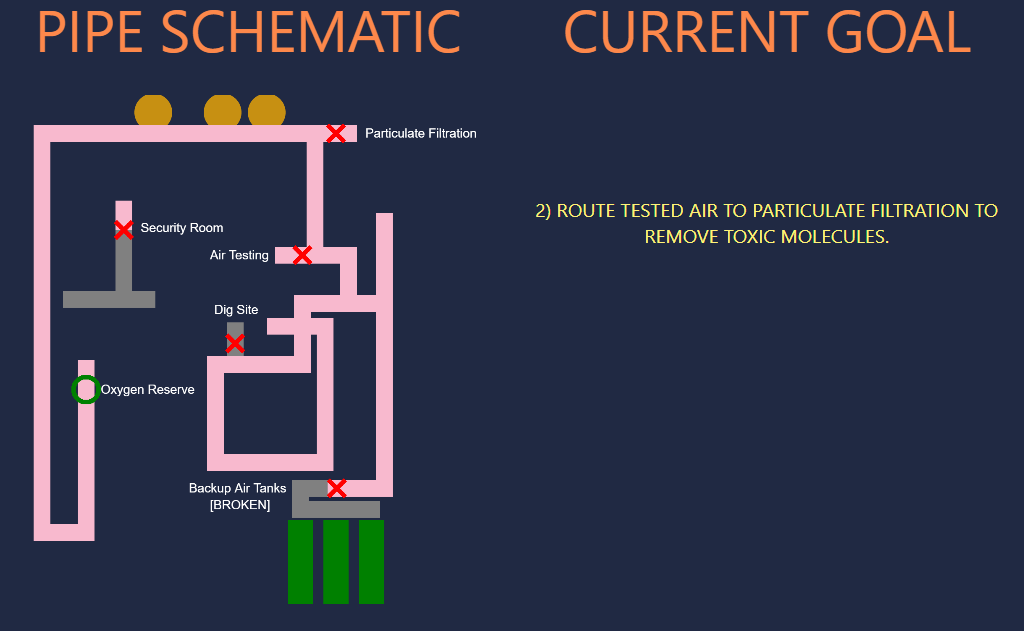 PIPE SCHEMATIC
CURRENT GOAL
Particulate Filtration
2) ROUTE TESTED AIR TO PARTICULATE FILTRATION TO
REMOVE TOXIC MOLECULES.
Security Room
Air Testing
Dig Site
Oxygen Reserve
Backup Air Tanks
[BROKEN]